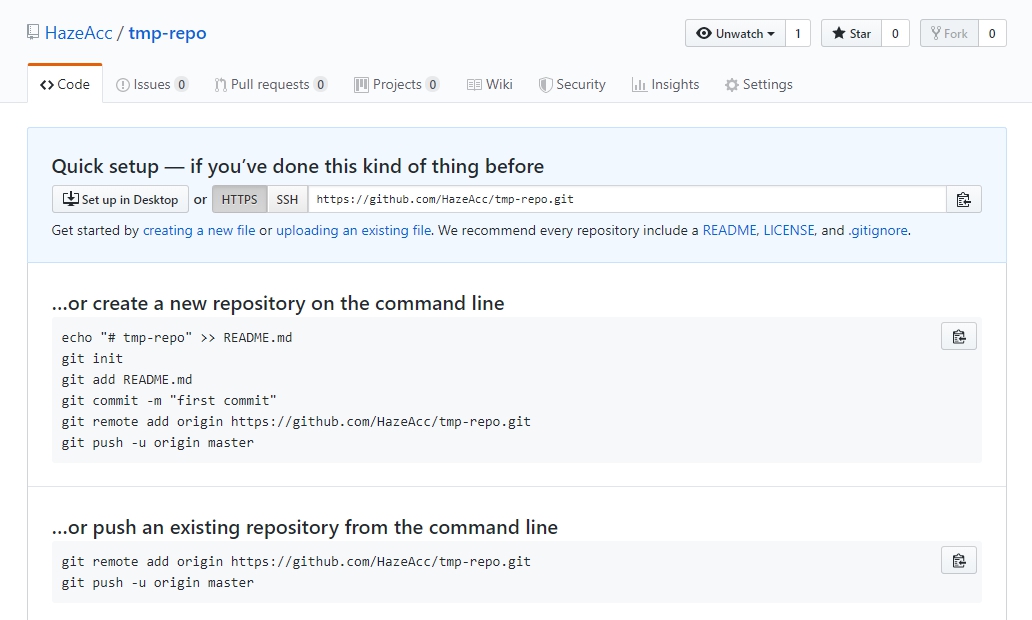 HazeAcc / tmp-repo
Unwatch 1 Star 0 Fork 0
Code Issues 0 Pull requests 0 Projects 0 Wiki Security Insights Settings
Quick setup — if you’ve done this kind of thing before
Set up in Desktop or HTTPS SSH https://github.com/HazeAcc/tmp-repo.git
Get started by creating a new file or uploading an existing file. We recommend every repository include a README, LICENSE, and .gitignore.
…or create a new repository on the command line
echo "# tmp-repo" >> README.md
git init
git add README.md
git commit -m "first commit"
git remote add origin https://github.com/HazeAcc/tmp-repo.git
git push -u origin master
…or push an existing repository from the command line
git remote add origin https://github.com/HazeAcc/tmp-repo.git
git push -u origin master